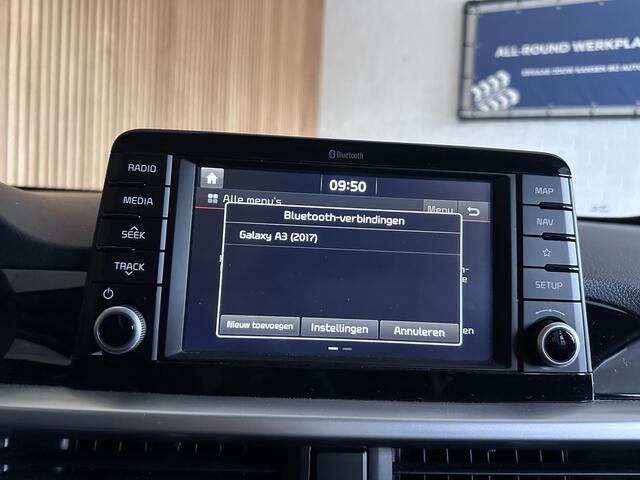 ALL-ROUND WERKPLA
Bluetooth
RADIO
MEDIA
SEEK
TRACK
09:50
Alle menu's
Menu
Bluetooth-verbindingen
Galaxy A3 (2017)
Nieuw toevoegen
Instellingen
Annuleren
MAP
NAV
SETUP